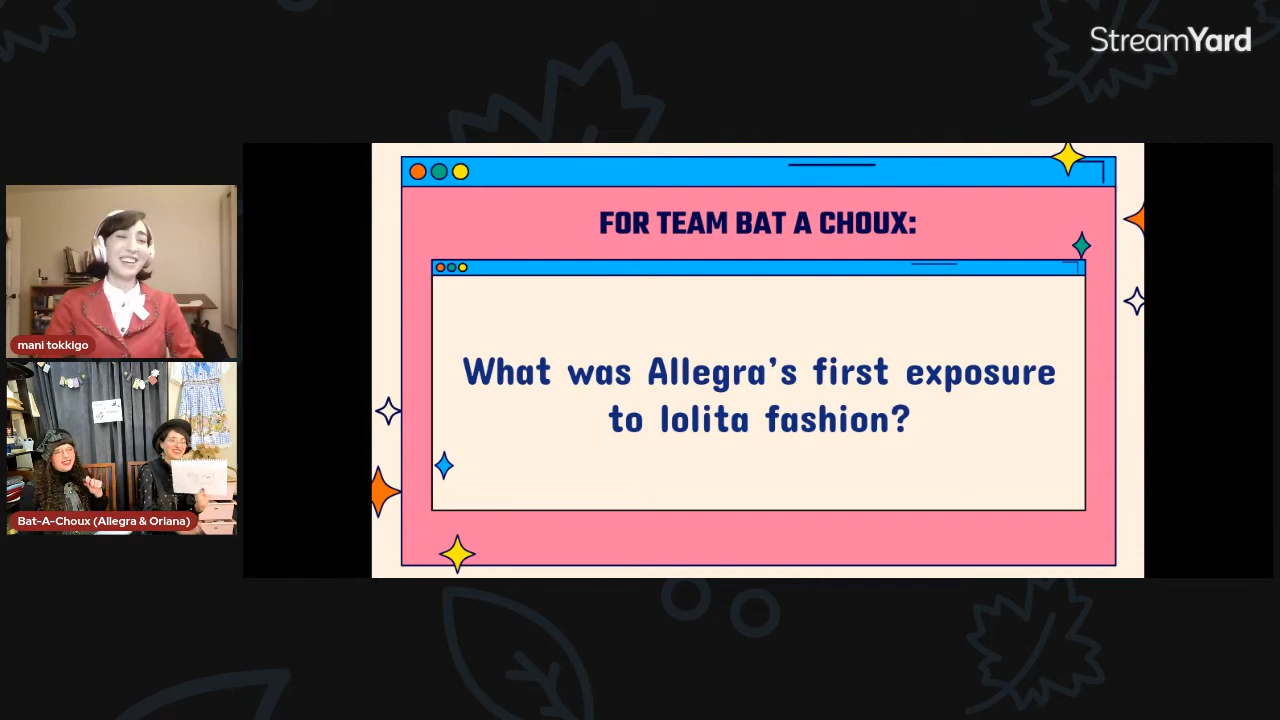 StreamYard
FOR TEAM BAT A CHOUX:
What was Allegra's first exposure
to lolita fashion?
mani tokkigo
Bat-A-Choux (Allegra & Oriana)